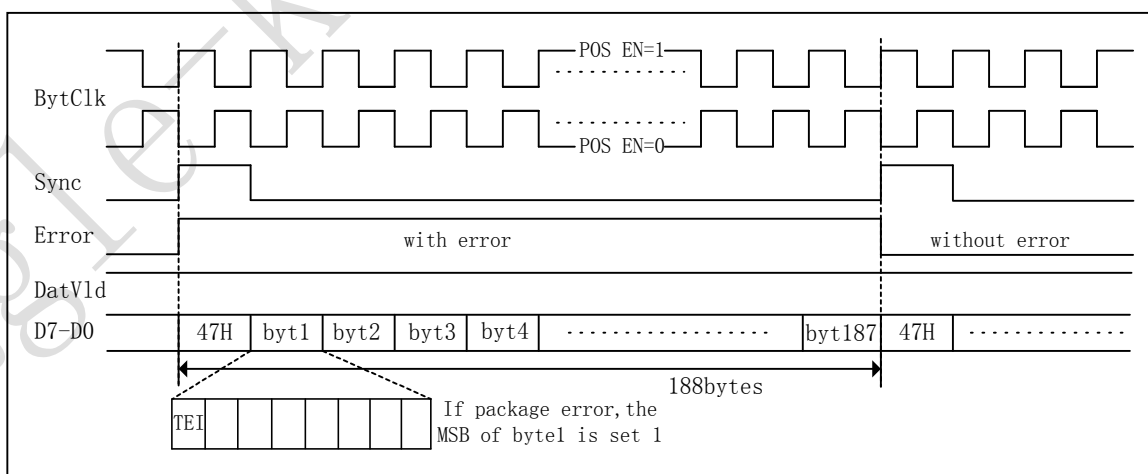 POS EN=1
BytClk
POS EN=0
Sync
Error with error without error
DatVld
D7-D0 47H byt1 byt2 byt3 byt4 byt187 47H
188bytes
TEI
If package error,the
MSB of byte1 is set 1